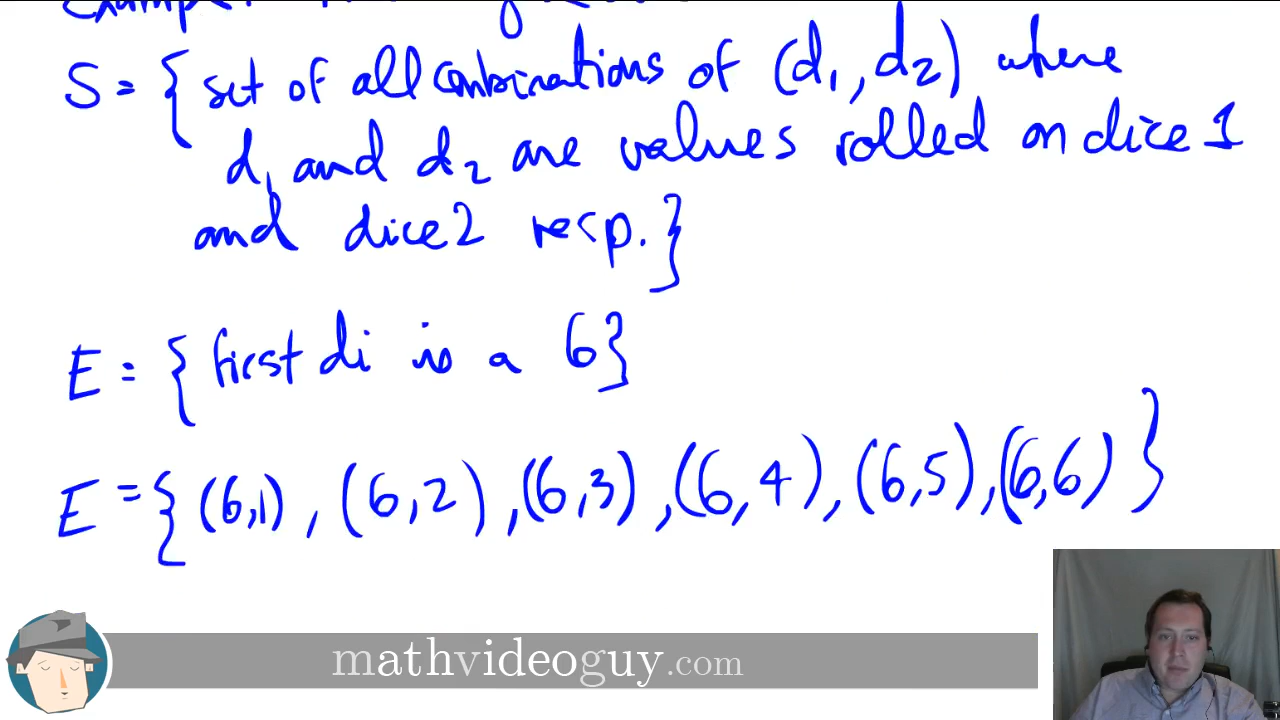 S = { set of all combinations of (d1, d2) where
d1 and d2 are values rolled on dice 1
and dice 2 resp. }
E = { first di is a 6 }
E = { (6,1), (6,2), (6,3), (6,4), (6,5), (6,6) }
mathvideoguy.com